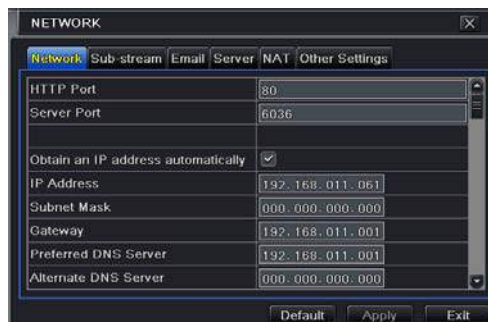 NETWORK
Network Sub-stream Email Server NAT Other Settings
HTTP Port 80
Server Port 6036
Obtain an IP address automatically
IP Address 192. 168. 011. 061
Subnet Mask 000. 000. 000. 000
Gateway 192. 168. 011. 001
Preferred DNS Server 192. 168. 011. 001
Alternate DNS Server 000. 000. 000. 000
Default Apply Exit